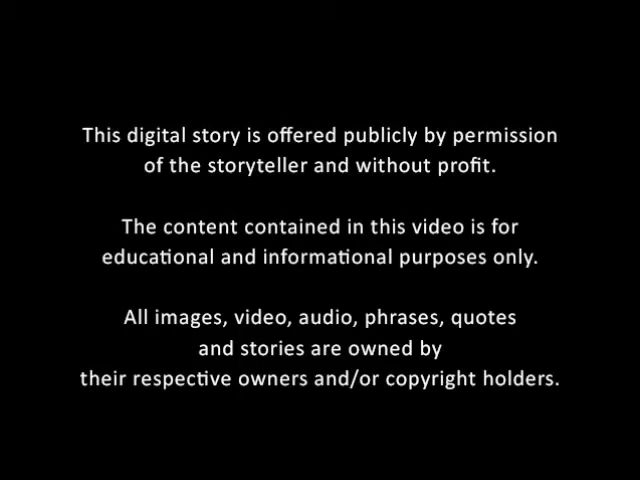 This digital story is offered publicly by permission
of the storyteller and without profit.
The content contained in this video is for
educational and informational purposes only.
All images, video, audio, phrases, quotes
and stories are owned by
their respective owners and/or copyright holders.